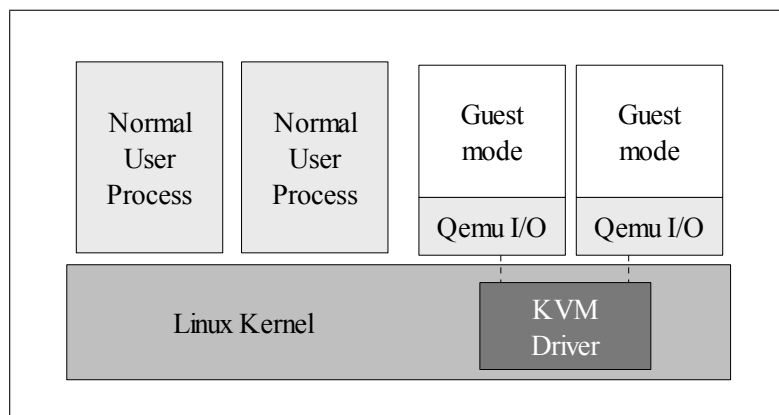 Normal
User
Process
Normal
User
Process
Guest
mode
Guest
mode
Qemu I/O
Qemu I/O
Linux Kernel
KVM
Driver